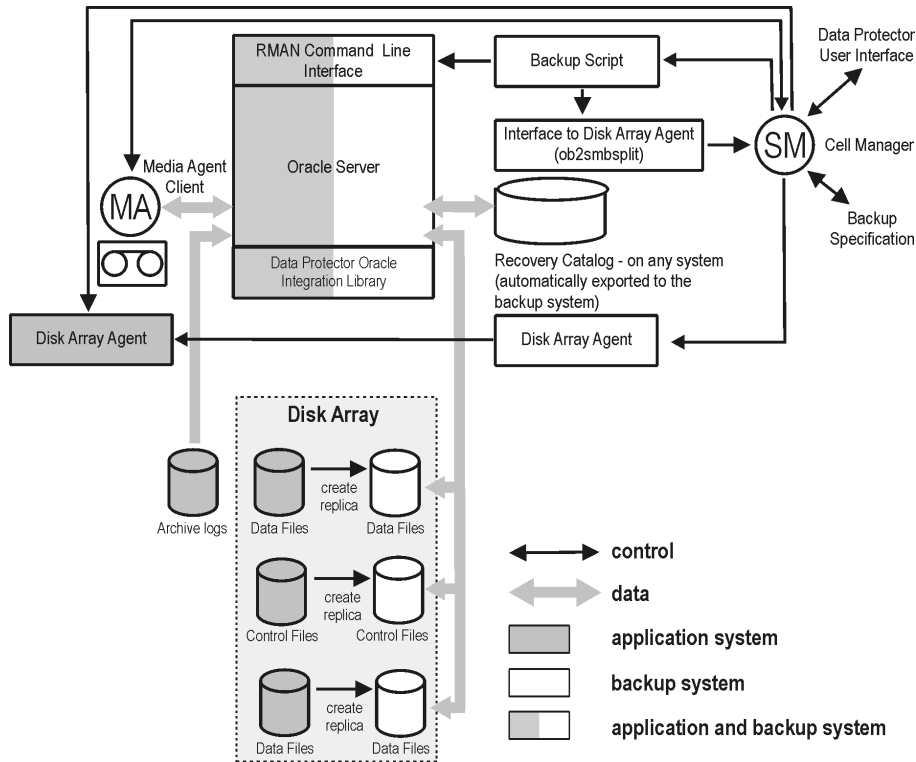 RMAN Command Line
Interface
Backup Script
Data Protector
User Interface
Interface to Disk Array Agent
(ob2smbsplit)
SM
Cell Manager
Media Agent
Client
Oracle Server
MA
Backup
Specification
Data Protector Oracle
Integration Library
Recovery Catalog - on any system
(automatically exported to the
backup system)
Disk Array Agent
Disk Array Agent
Disk Array
create
replica
Archive logs
Data Files
Data Files
create
replica
Control Files
Control Files
create
replica
Data Files
Data Files
control
data
application system
backup system
application and backup system